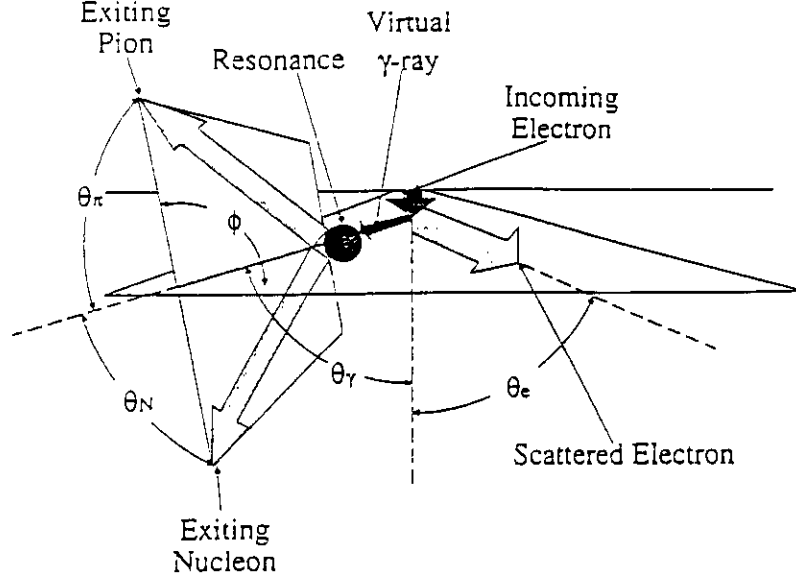 Exiting
Pion
Resonance
Virtual
γ-ray
Incoming
Electron
θπ
ϕ
θγ
θe
θN
Scattered Electron
Exiting
Nucleon